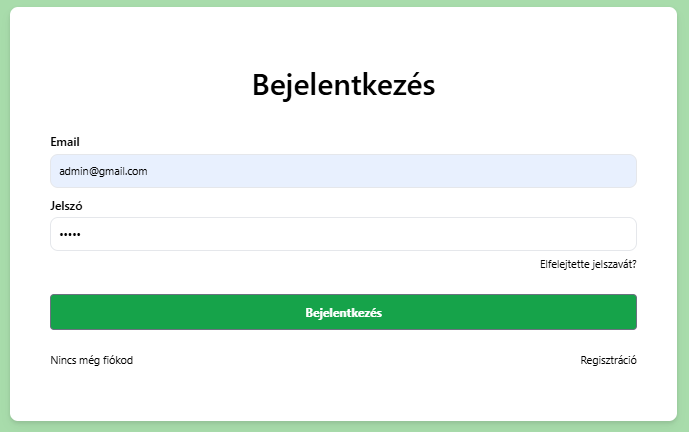 Bejelentkezés
Email
admin@gmail.com
Jelszó
•••••
Elfelejtette jelszavát?
Bejelentkezés
Nincs még fiókod
Regisztráció